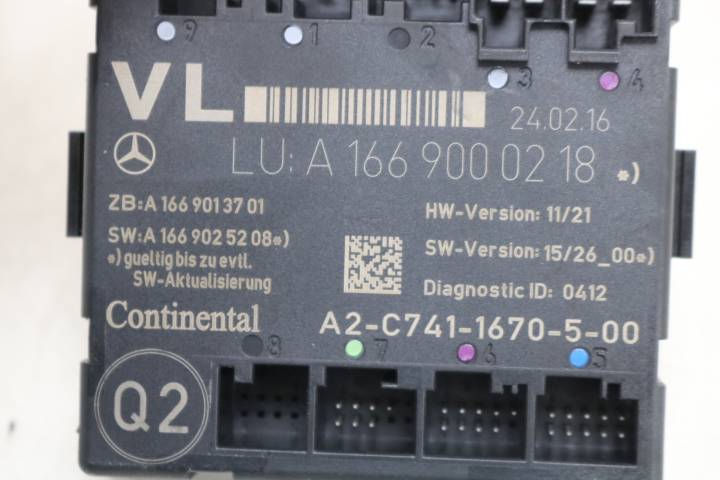 9 1 2 3 4
VL
24.02.16
LU: A 166 900 02 18 *)
ZB:A 166 901 37 01
HW-Version: 11/21
SW:A 166 902 52 08*)
SW-Version: 15/26_00*)
*) gueltig bis zu evtl.
SW-Aktualisierung
Diagnostic ID: 0412
Continental
A2-C741-1670-5-00
8 7 6 5
Q2